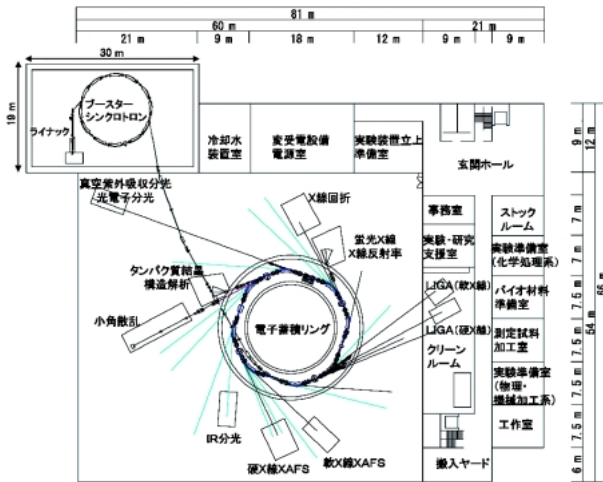 81 m
60 m
21 m
21 m
9 m
18 m
12 m
9 m
9 m
30 m
19 m
ブースター
シンクロトロン
ライナック
冷却水
装置室
変受電設備
電源室
実験装置立上
準備室
玄関ホール
9 m
12 m
真空紫外吸収分光
光電子分光
X線回折
事務室
ストック
ルーム
7 m
蛍光X線
X線反射率
実験・研究
支援室
実験準備室
(化学処理系)
7 m
タンパク質結晶
構造解析
LIGA(軟X線)
バイオ材料
準備室
7.5 m
66 m
54 m
小角散乱
電子蓄積リング
LIGA(硬X線)
測定試料
加工室
7.5 m
クリーン
ルーム
実験準備室
(物理・
機械加工系)
7.5 m
IR分光
硬X線XAFS
軟X線XAFS
工作室
7.5 m
搬入ヤード
6 m